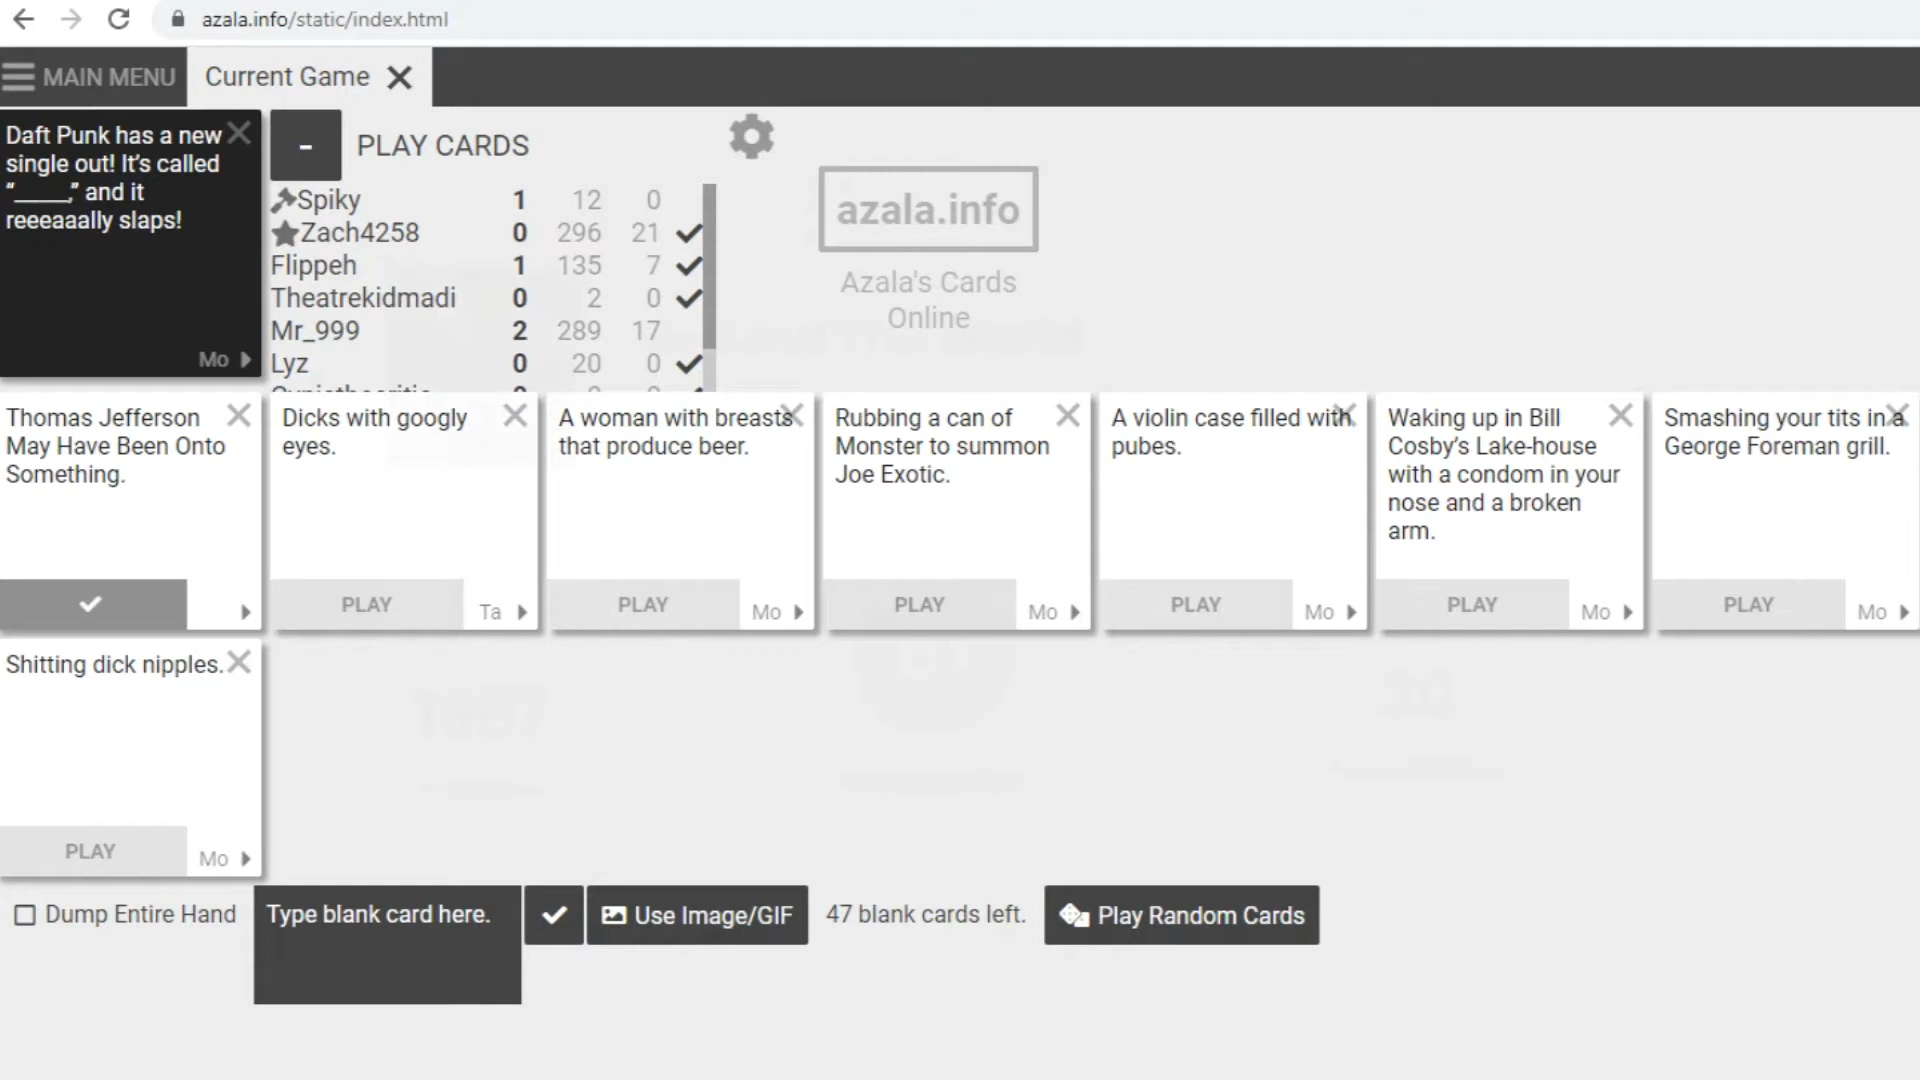 azala.info/static/index.html
MAIN MENU
Current Game
Daft Punk has a new
single out! It's called
"_____," and it
reeeaaally slaps!
Mo
-
PLAY CARDS
Spiky 1 12 0
Zach4258 0 296 21
Flippeh 1 135 7
Theatrekidmadi 0 2 0
Mr_999 2 289 17
Lyz 0 20 0
azala.info
Azala's Cards
Online
Thomas Jefferson
May Have Been Onto
Something.
Dicks with googly
eyes.
PLAY
Ta
A woman with breasts
that produce beer.
PLAY
Mo
Rubbing a can of
Monster to summon
Joe Exotic.
PLAY
Mo
A violin case filled with
pubes.
PLAY
Mo
Waking up in Bill
Cosby's Lake-house
with a condom in your
nose and a broken
arm.
PLAY
Mo
Smashing your tits in a
George Foreman grill.
PLAY
Mo
Shitting dick nipples.
PLAY
Mo
Dump Entire Hand
Type blank card here.
Use Image/GIF
47 blank cards left.
Play Random Cards